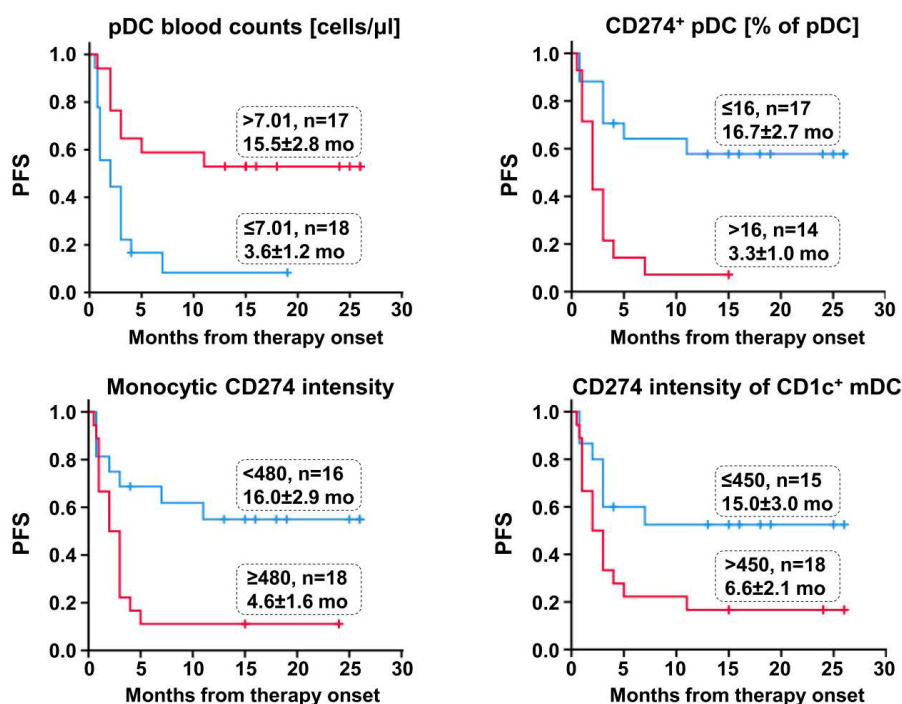 pDC blood counts [cells/µl]
PFS
1.0
0.8
0.6
0.4
0.2
0.0
>7.01, n=17
15.5±2.8 mo
≤7.01, n=18
3.6±1.2 mo
0 5 10 15 20 25 30
Months from therapy onset
CD274⁺ pDC [% of pDC]
PFS
1.0
0.8
0.6
0.4
0.2
0.0
≤16, n=17
16.7±2.7 mo
>16, n=14
3.3±1.0 mo
0 5 10 15 20 25 30
Months from therapy onset
Monocytic CD274 intensity
PFS
1.0
0.8
0.6
0.4
0.2
0.0
<480, n=16
16.0±2.9 mo
≥480, n=18
4.6±1.6 mo
0 5 10 15 20 25 30
Months from therapy onset
CD274 intensity of CD1c⁺ mDC
PFS
1.0
0.8
0.6
0.4
0.2
0.0
≤450, n=15
15.0±3.0 mo
>450, n=18
6.6±2.1 mo
0 5 10 15 20 25 30
Months from therapy onset